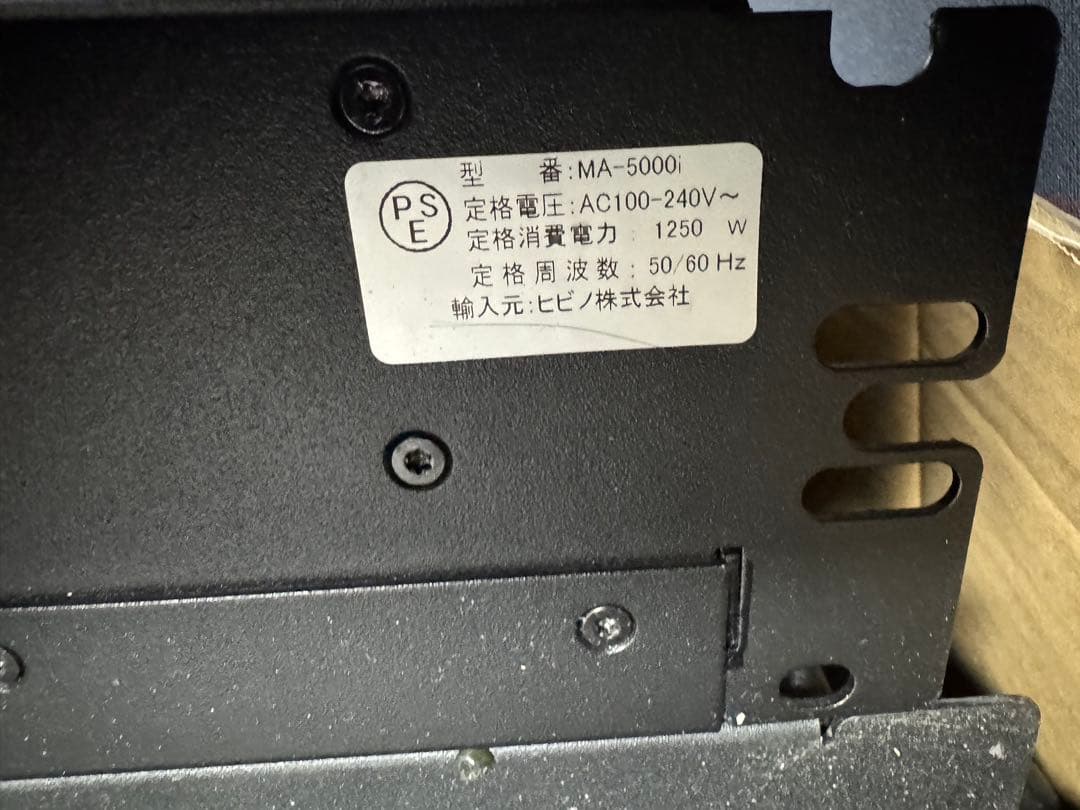 PSE
型 番:MA-5000i
定格電圧:AC100-240V～
定格消費電力: 1250 W
定格周波数: 50/60 Hz
輸入元:ヒビノ株式会社